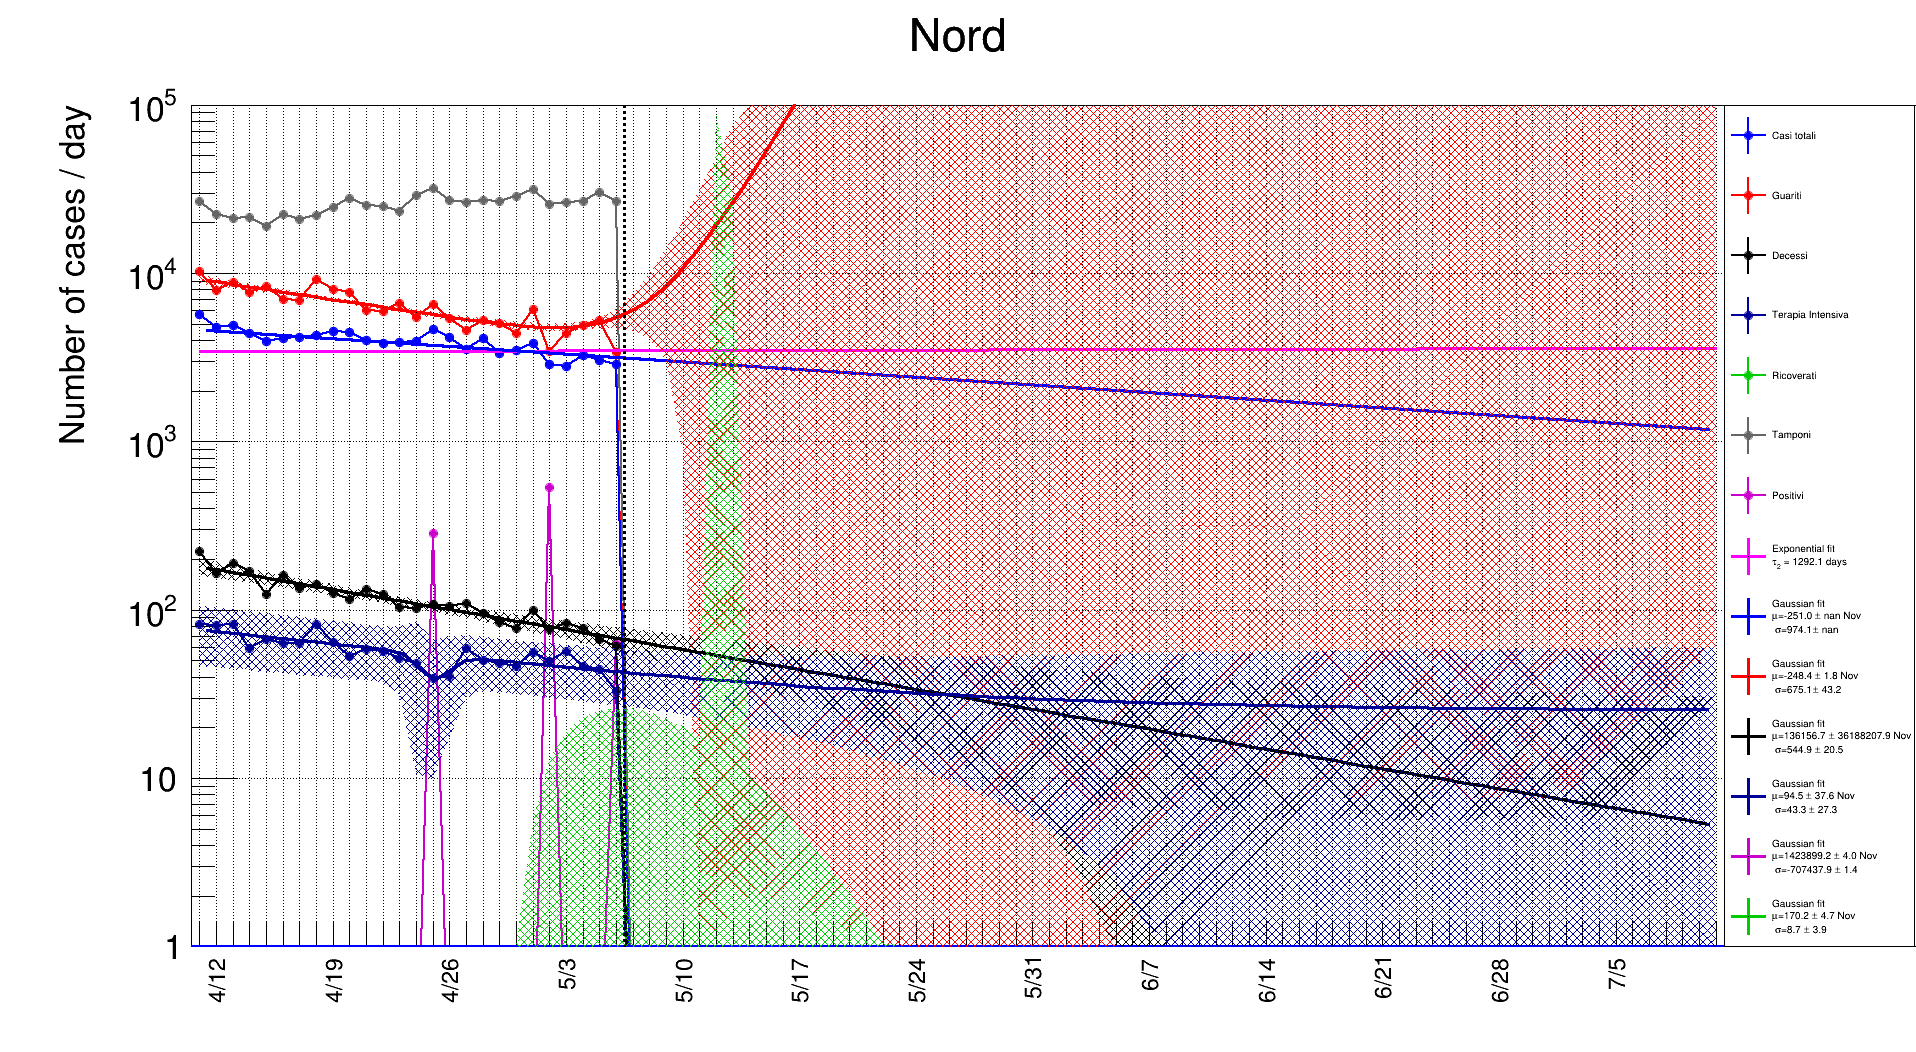 Nord
Number of cases / day
10^5
10^4
10^3
10^2
10
1
4/12
4/19
4/26
5/3
5/10
5/17
5/24
5/31
6/7
6/14
6/21
6/28
7/5
Casi totali
Guariti
Decessi
Terapia Intensiva
Ricoverati
Tamponi
Positivi
Exponential fit
τ₂ = 1292.1 days
Gaussian fit
μ=-251.0 ± nan Nov
σ=974.1 ± nan
Gaussian fit
μ=-248.4 ± 1.8 Nov
σ=675.1 ± 43.2
Gaussian fit
μ=136156.7 ± 36188207.9 Nov
σ=544.9 ± 20.5
Gaussian fit
μ=94.5 ± 37.6 Nov
σ=43.3 ± 27.3
Gaussian fit
μ=1423899.2 ± 4.0 Nov
σ=-707437.9 ± 1.4
Gaussian fit
μ=170.2 ± 4.7 Nov
σ=8.7 ± 3.9